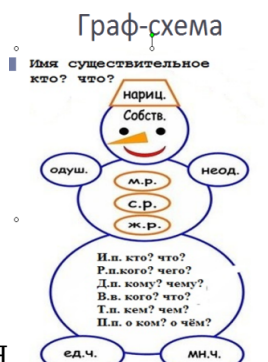 Граф-схема
Имя существительное
кто? что?
нариц.
Собств.
одуш.
неод.
м.р.
с.р.
ж.р.
И.п. кто? что?
Р.п.кого? чего?
Д.п. кому? чему?
В.в. кого? что?
Т.п. кем? чем?
П.п. о ком? о чём?
я
ед.ч.
мн.ч.